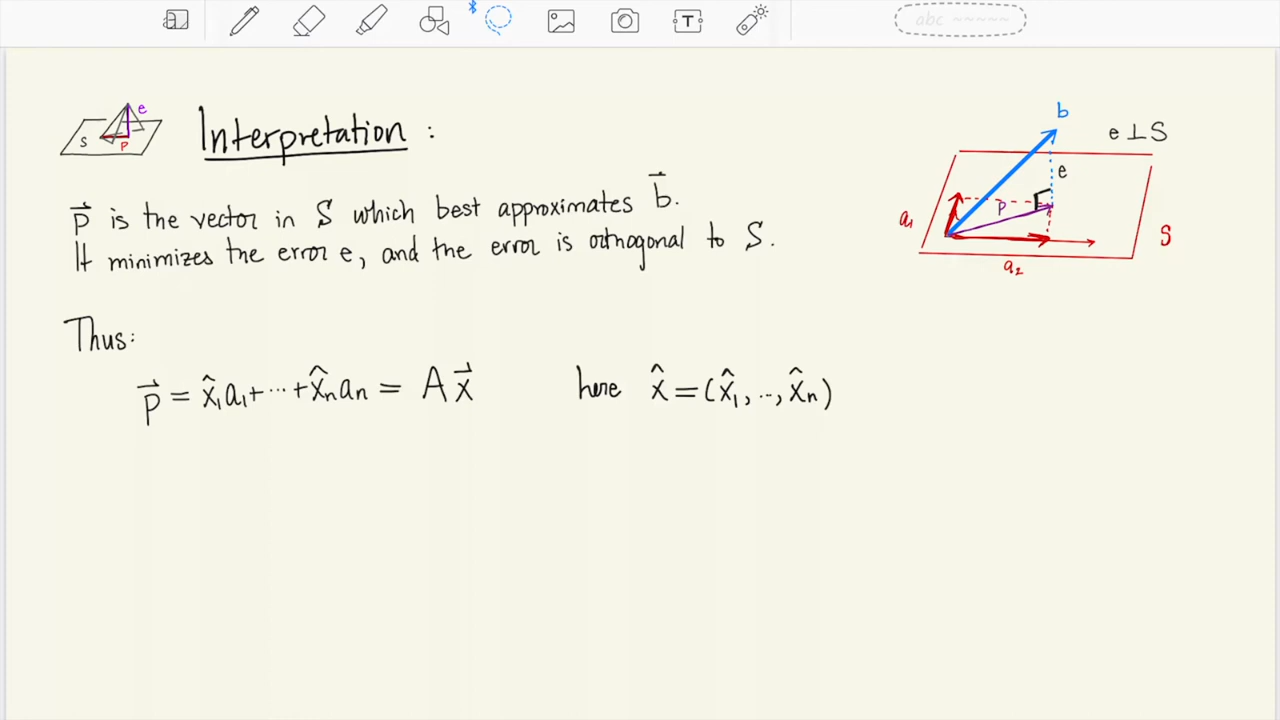 abc ~~~~~
T
e
S
P
Interpretation :
b
e ⊥ S
e
p
a₁
S
a₂
p⃗ is the vector in S which best approximates b⃗.
It minimizes the error e, and the error is orthogonal to S.
Thus:
p⃗ = x̂₁a₁ + ··· + x̂ₙaₙ = A x⃗ here x̂ = (x̂₁, .., x̂ₙ)